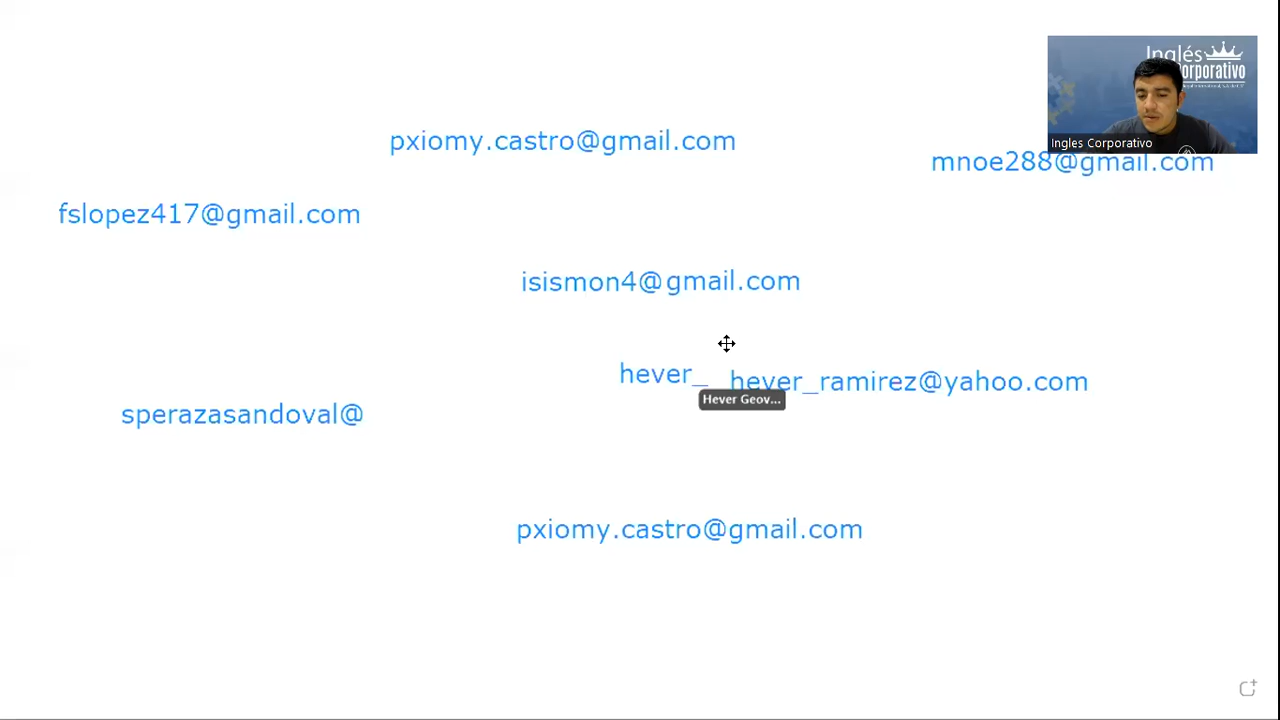 Inglés
Corporativo
Ingles Corporativo
pxiomy.castro@gmail.com
mnoe288@gmail.com
fslopez417@gmail.com
isismon4@gmail.com
hever_
hever_ramirez@yahoo.com
Hever Geov...
sperazasandoval@
pxiomy.castro@gmail.com